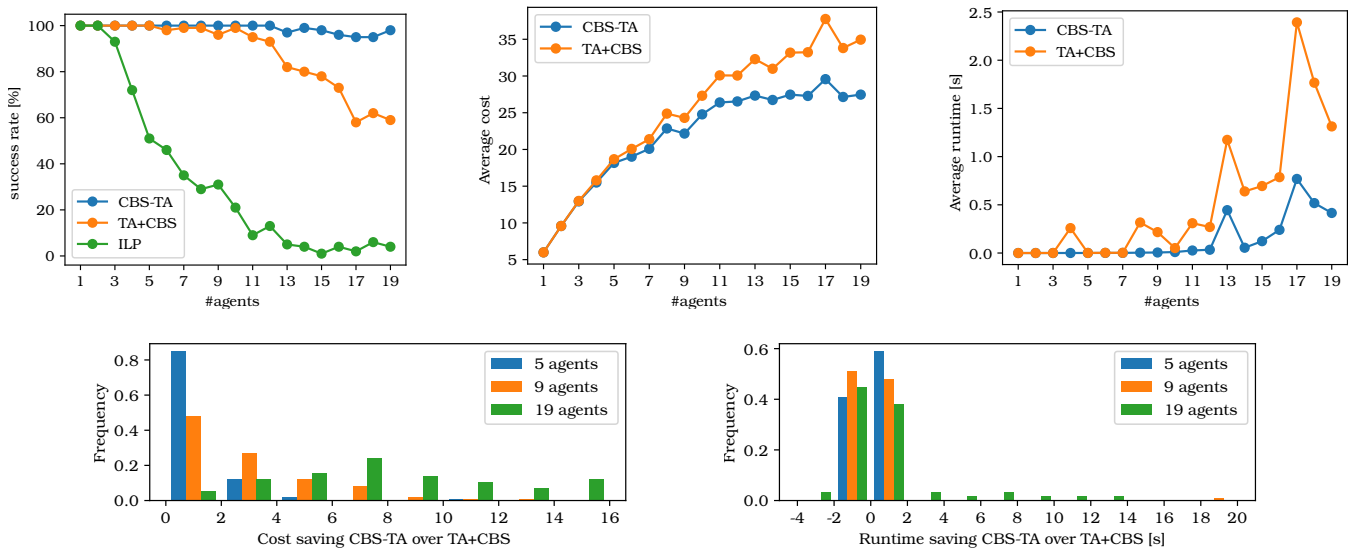 success rate [%]
100
80
60
40
20
0
CBS-TA
TA+CBS
ILP
1 3 5 7 9 11 13 15 17 19
#agents
Average cost
35
30
25
20
15
10
5
CBS-TA
TA+CBS
1 3 5 7 9 11 13 15 17 19
#agents
Average runtime [s]
2.5
2.0
1.5
1.0
0.5
0.0
CBS-TA
TA+CBS
1 3 5 7 9 11 13 15 17 19
#agents
Frequency
0.8
0.6
0.4
0.2
0.0
5 agents
9 agents
19 agents
0 2 4 6 8 10 12 14 16
Cost saving CBS-TA over TA+CBS
Frequency
0.6
0.4
0.2
0.0
5 agents
9 agents
19 agents
-4 -2 0 2 4 6 8 10 12 14 16 18 20
Runtime saving CBS-TA over TA+CBS [s]